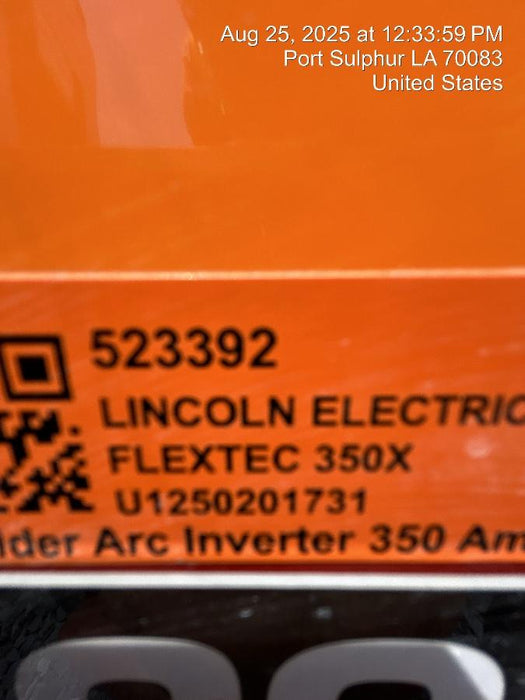 Aug 25, 2025 at 12:33:59 PM
Port Sulphur LA 70083
United States
523392
LINCOLN ELECTRIC
FLEXTEC 350X
U1250201731
lder Arc Inverter 350 Am